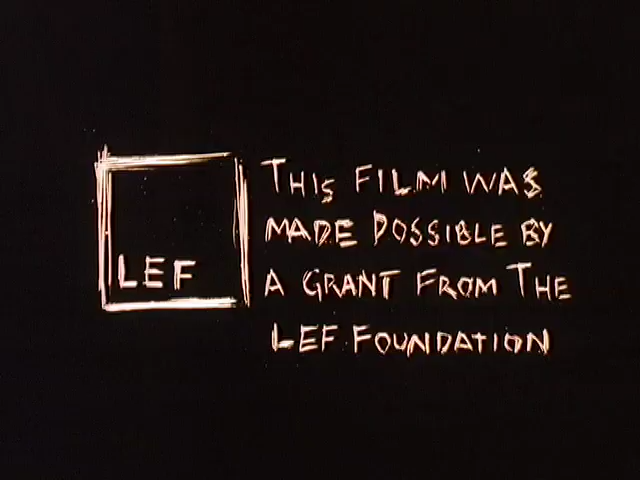 THIS FILM WAS
MADE POSSIBLE BY
A GRANT FROM THE
LEF FOUNDATION
LEF